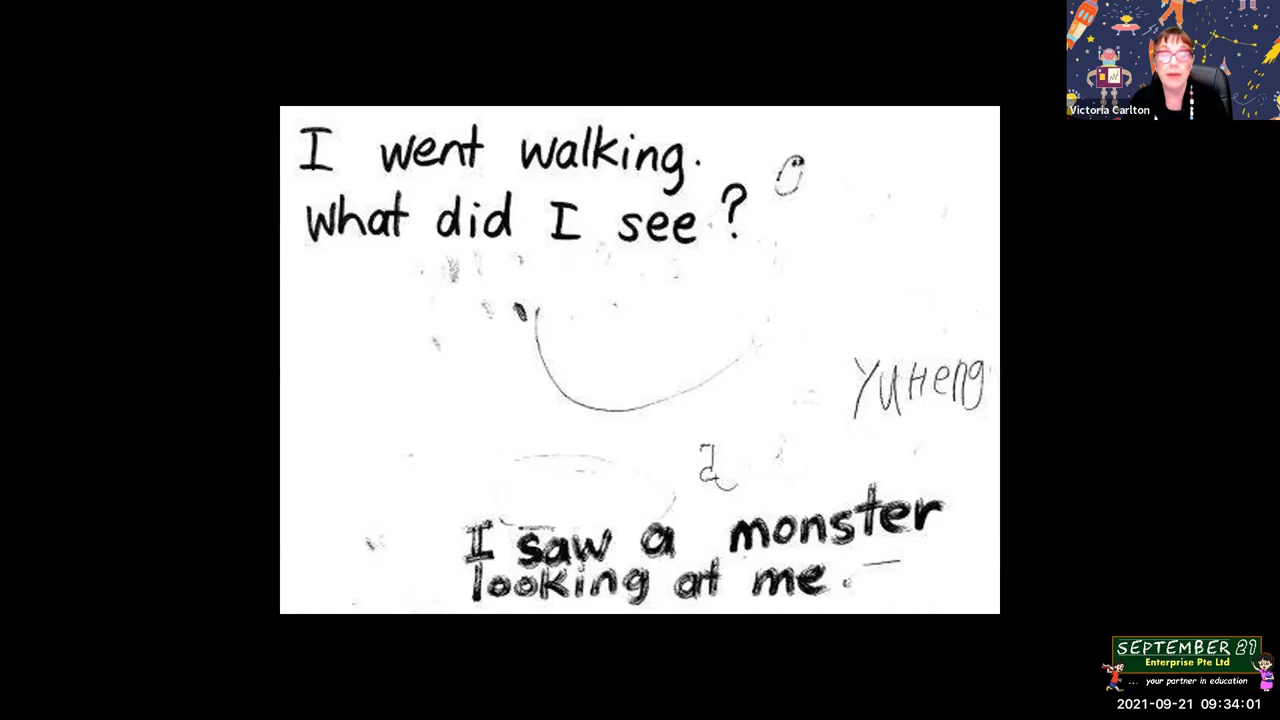 Victoria Carlton
I went walking.
What did I see?
YuHeng
a
I saw a monster
looking at me.
SEPTEMBER 21
Enterprise Pte Ltd
... your partner in education
2021-09-21 09:34:01